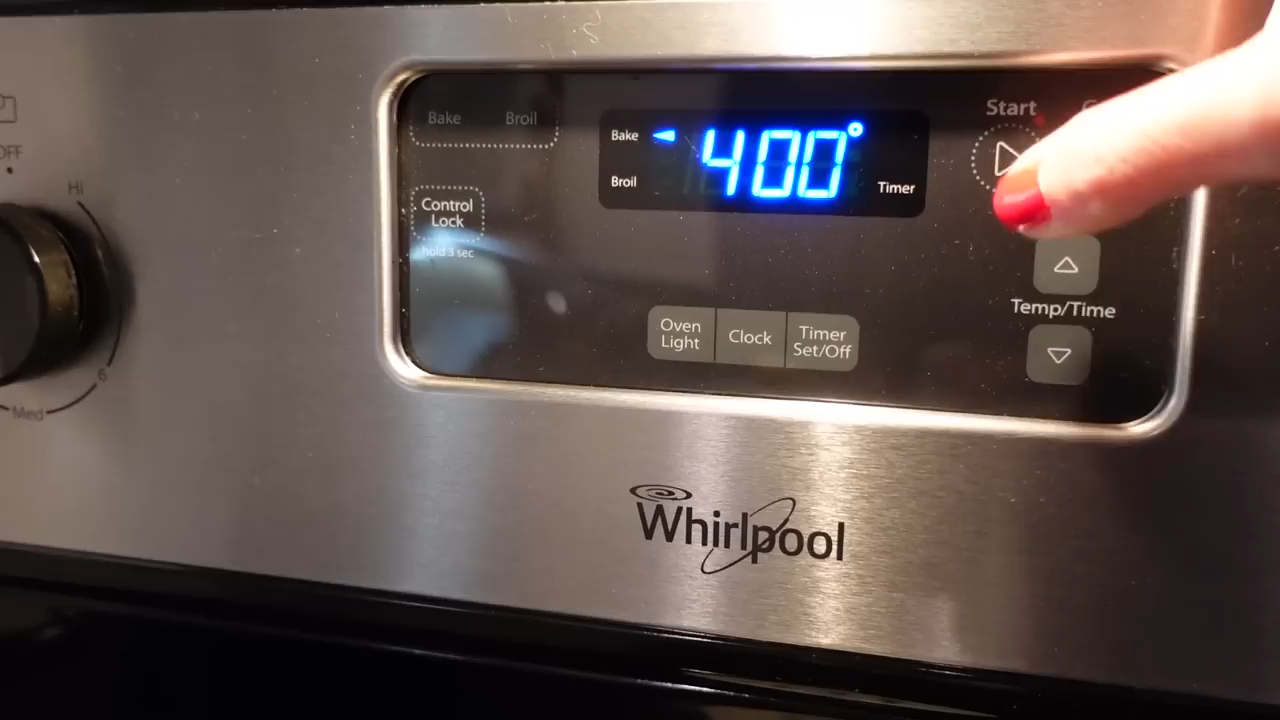 OFF
Hi
6
Med
Bake
Broil
Control
Lock
hold 3 sec
Bake
400°
Broil
Timer
Start
Oven
Light
Clock
Timer
Set/Off
Temp/Time
Whirlpool